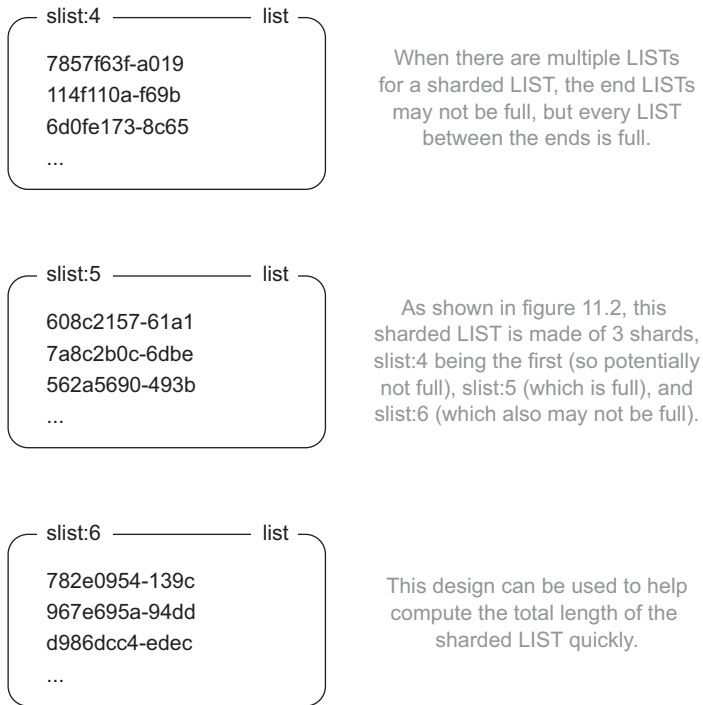 slist:4 list
7857f63f-a019
114f110a-f69b
6d0fe173-8c65
...
When there are multiple LISTs
for a sharded LIST, the end LISTs
may not be full, but every LIST
between the ends is full.
slist:5 list
608c2157-61a1
7a8c2b0c-6dbe
562a5690-493b
...
As shown in figure 11.2, this
sharded LIST is made of 3 shards,
slist:4 being the first (so potentially
not full), slist:5 (which is full), and
slist:6 (which also may not be full).
slist:6 list
782e0954-139c
967e695a-94dd
d986dcc4-edec
...
This design can be used to help
compute the total length of the
sharded LIST quickly.